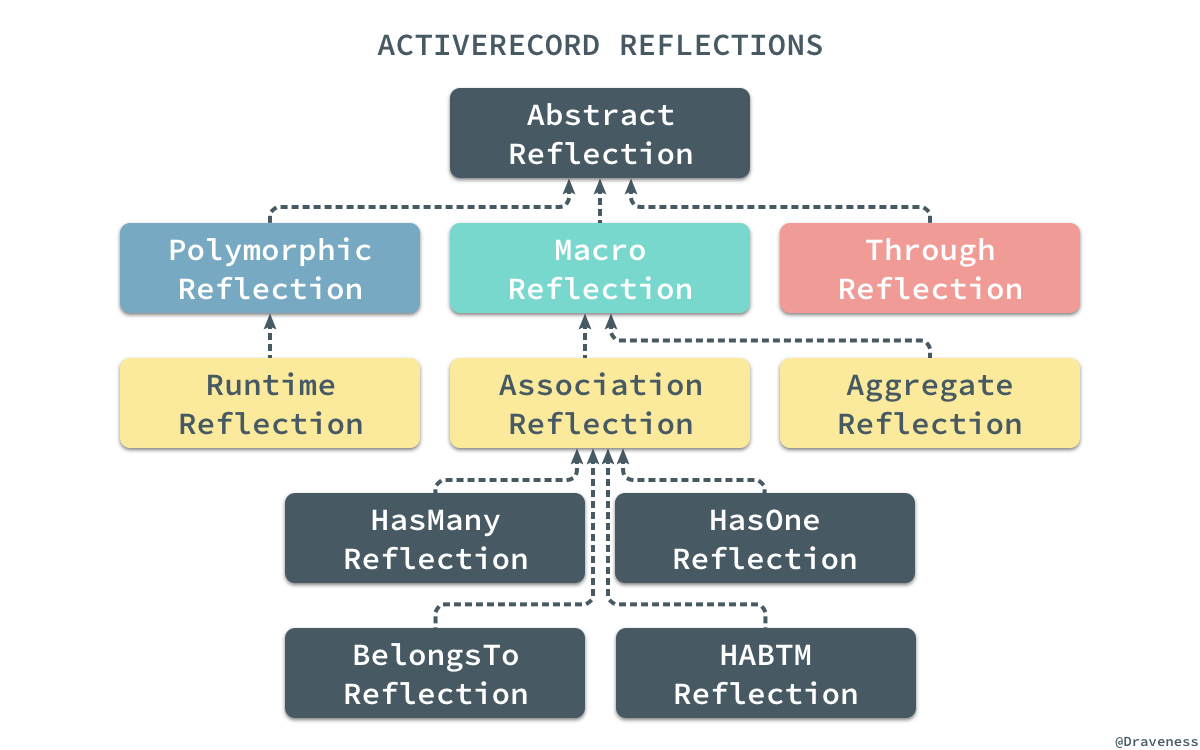 ACTIVERECORD REFLECTIONS
Abstract
Reflection
Polymorphic
Reflection
Macro
Reflection
Through
Reflection
Runtime
Reflection
Association
Reflection
Aggregate
Reflection
HasMany
Reflection
HasOne
Reflection
BelongsTo
Reflection
HABTM
Reflection
@Draveness